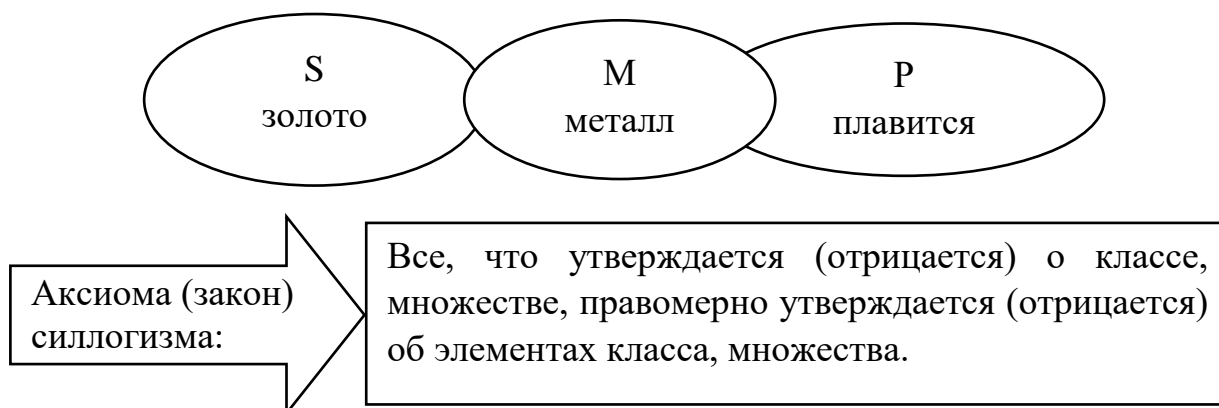 S
золото
M
металл
P
плавится
Аксиома (закон)
силлогизма:
Все, что утверждается (отрицается) о классе,
множестве, правомерно утверждается (отрицается)
об элементах класса, множества.